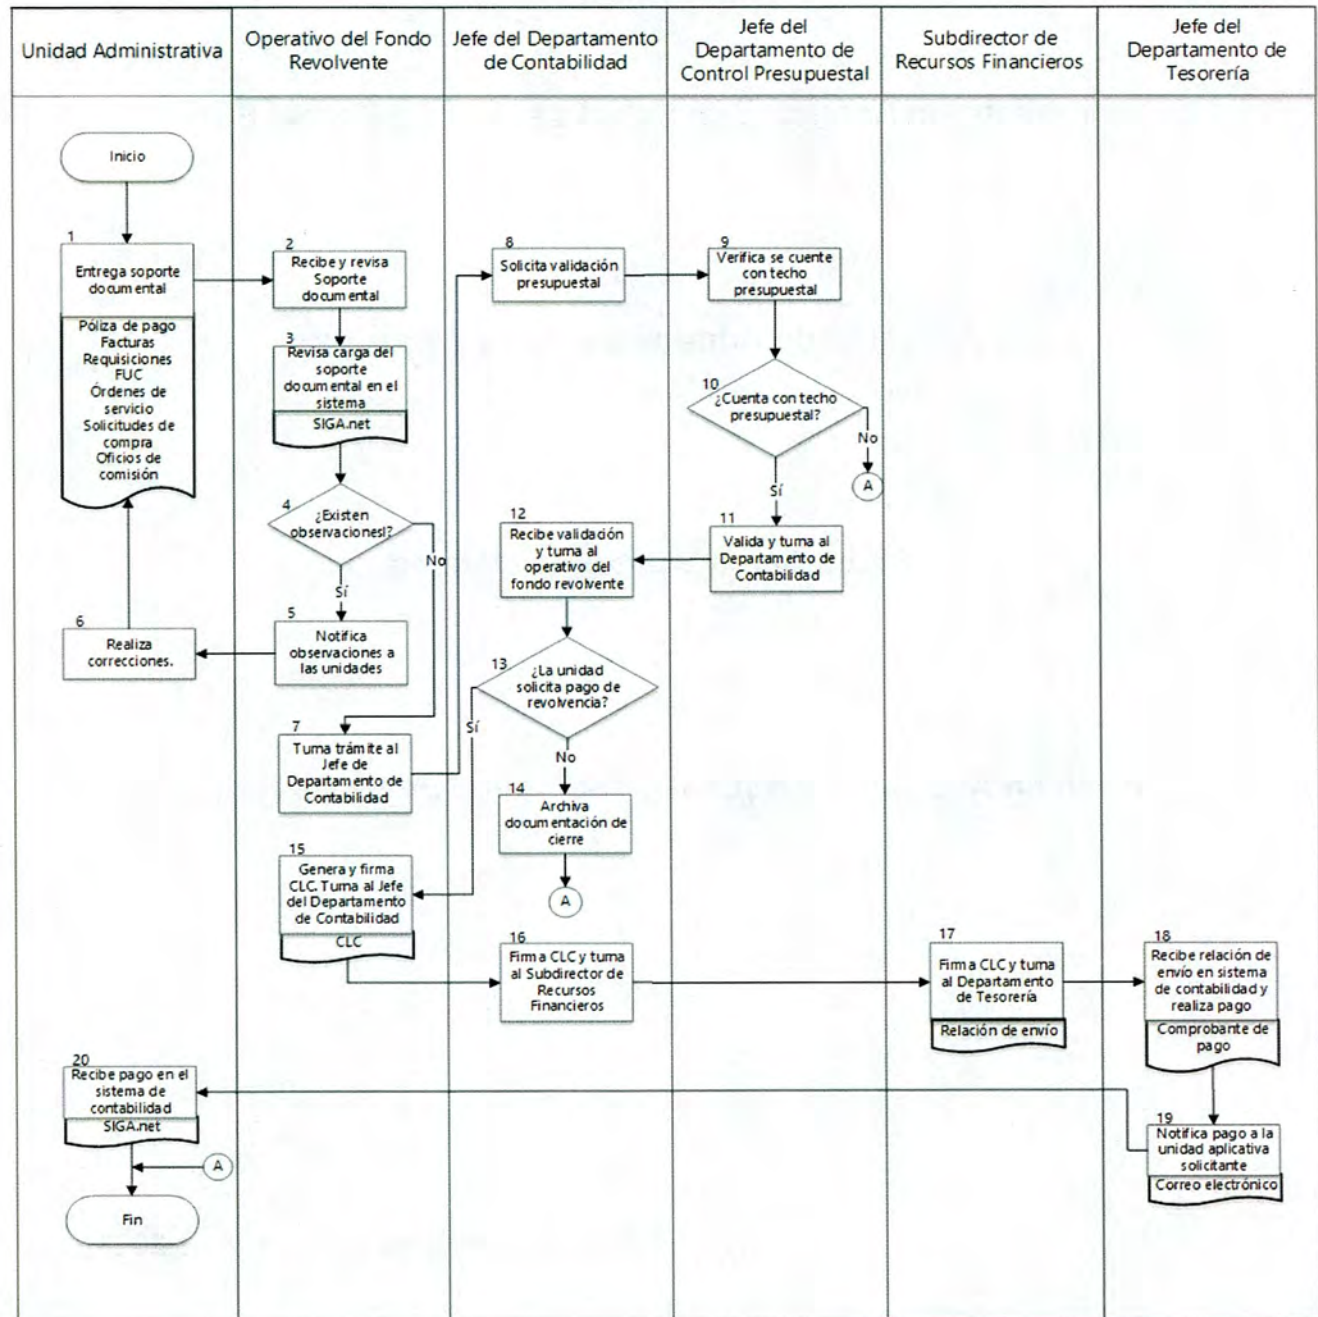 Unidad Administrativa
Operativo del Fondo
Revolvente
Jefe del Departamento
de Contabilidad
Jefe del
Departamento de
Control Presupuestal
Subdirector de
Recursos Financieros
Jefe del
Departamento de
Tesorería
Inicio
1
Entrega soporte
documental
Póliza de pago
Facturas
Requisiciones
FUC
Órdenes de
servicio
Solicitudes de
compra
Oficios de
comisión
2
Recibe y revisa
Soporte
documental
3
Revisa carga del
soporte
documental en el
sistema
SIGA.net
4
¿Existen
observacionesl?
No
Sí
5
Notifica
observaciones a
las unidades
6
Realiza
correcciones.
7
Turna trámite al
Jefe de
Departamento de
Contabilidad
8
Solicita validación
presupuestal
9
Verifica se cuente
con techo
presupuestal
10
¿Cuenta con techo
presupuestal?
No
A
Sí
11
Valida y turna al
Departamento de
Contabilidad
12
Recibe validación
y turna al
operativo del
fondo revolvente
13
¿La unidad
solicita pago de
revolvencia?
Sí
No
14
Archiva
documentación de
cierre
A
15
Genera y firma
CLC. Turna al Jefe
del Departamento
de Contabilidad
CLC
16
Firma CLC y turna
al Subdirector de
Recursos
Financieros
17
Firma CLC y turna
al Departamento
de Tesorería
Relación de envío
18
Recibe relación de
envío en sistema
de contabilidad y
realiza pago
Comprobante de
pago
19
Notifica pago a la
unidad aplicativa
solicitante
Correo electrónico
20
Recibe pago en el
sistema de
contabilidad
SIGA.net
A
Fin